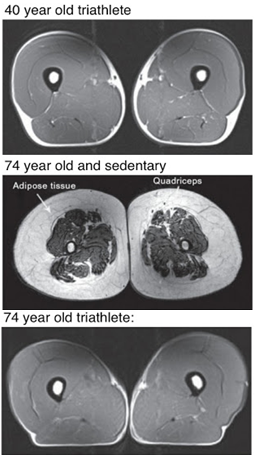 40 year old triathlete
74 year old and sedentary
Adipose tissue
Quadriceps
74 year old triathlete: